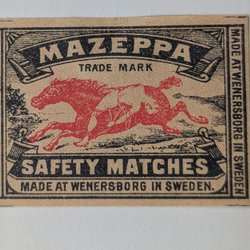 MAZEPPA
TRADE MARK
SAFETY MATCHES
MADE AT WENERSBORG IN SWEDEN.
MADE AT WENERSBORG IN SWEDEN